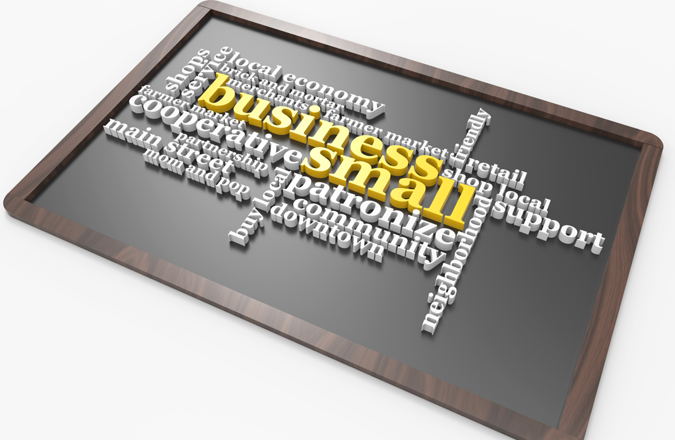 shops
service
local economy
brick and mortar
merchants
business
farmer market
farmer market
friendly
cooperative
small
retail
shop local
main street
partnership
mom and pop
buy local
patronize
support
community
downtown
neighborhood